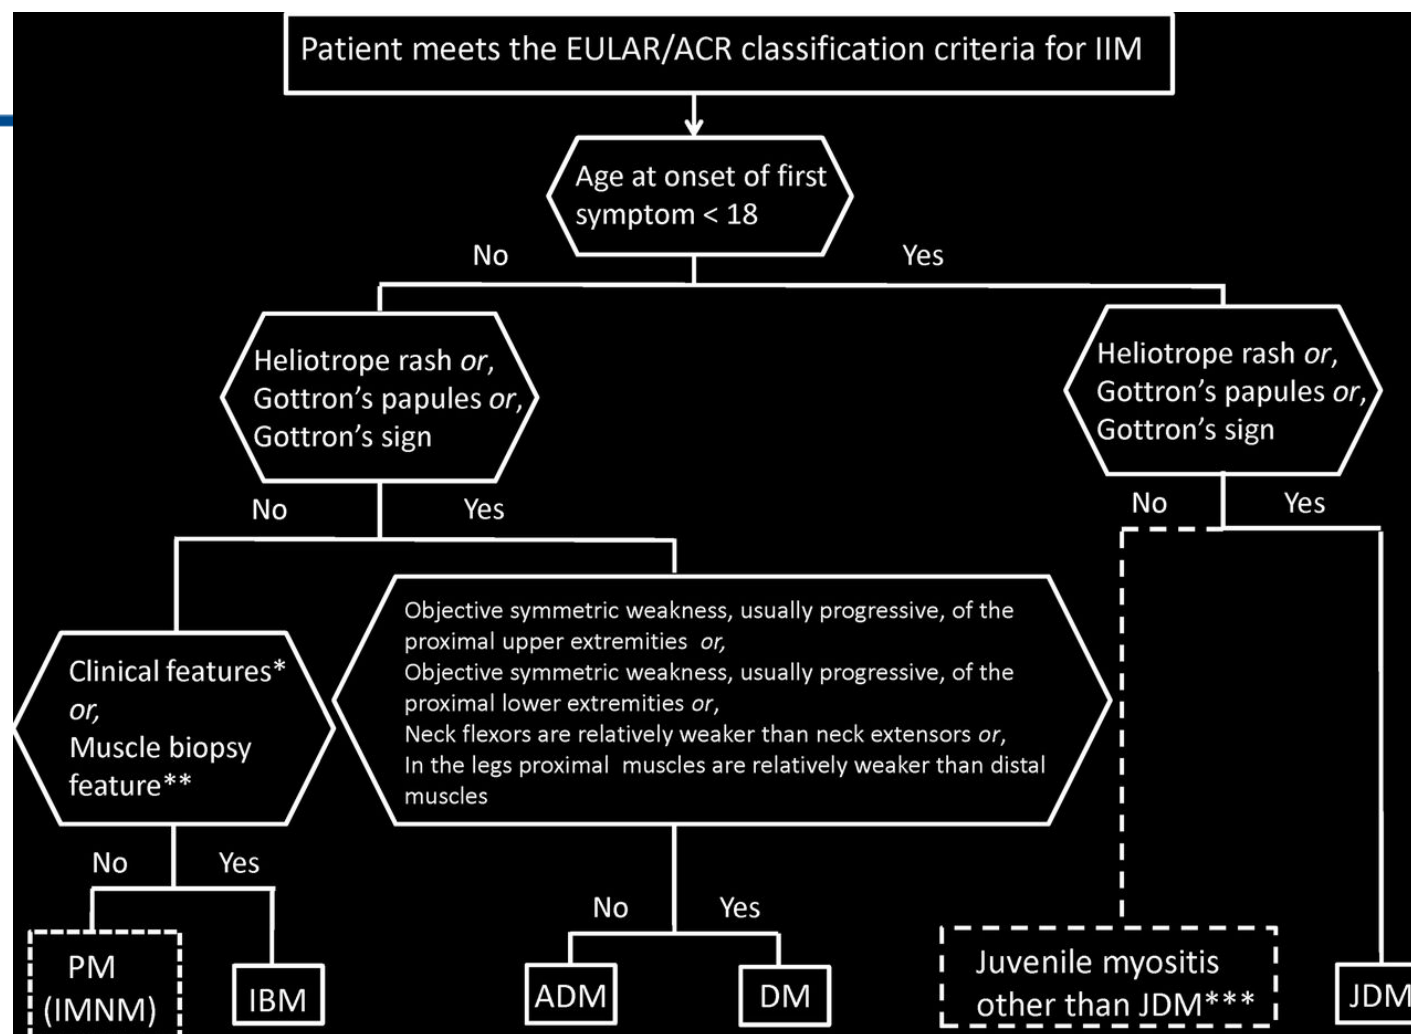 Patient meets the EULAR/ACR classification criteria for IIM
Age at onset of first
symptom < 18
No
Yes
Heliotrope rash or,
Gottron’s papules or,
Gottron’s sign
Heliotrope rash or,
Gottron’s papules or,
Gottron’s sign
No
Yes
No
Yes
Clinical features*
or,
Muscle biopsy
feature**
Objective symmetric weakness, usually progressive, of the
proximal upper extremities or,
Objective symmetric weakness, usually progressive, of the
proximal lower extremities or,
Neck flexors are relatively weaker than neck extensors or,
In the legs proximal muscles are relatively weaker than distal
muscles
No
Yes
No
Yes
PM
(IMNM)
IBM
ADM
DM
Juvenile myositis
other than JDM***
JDM